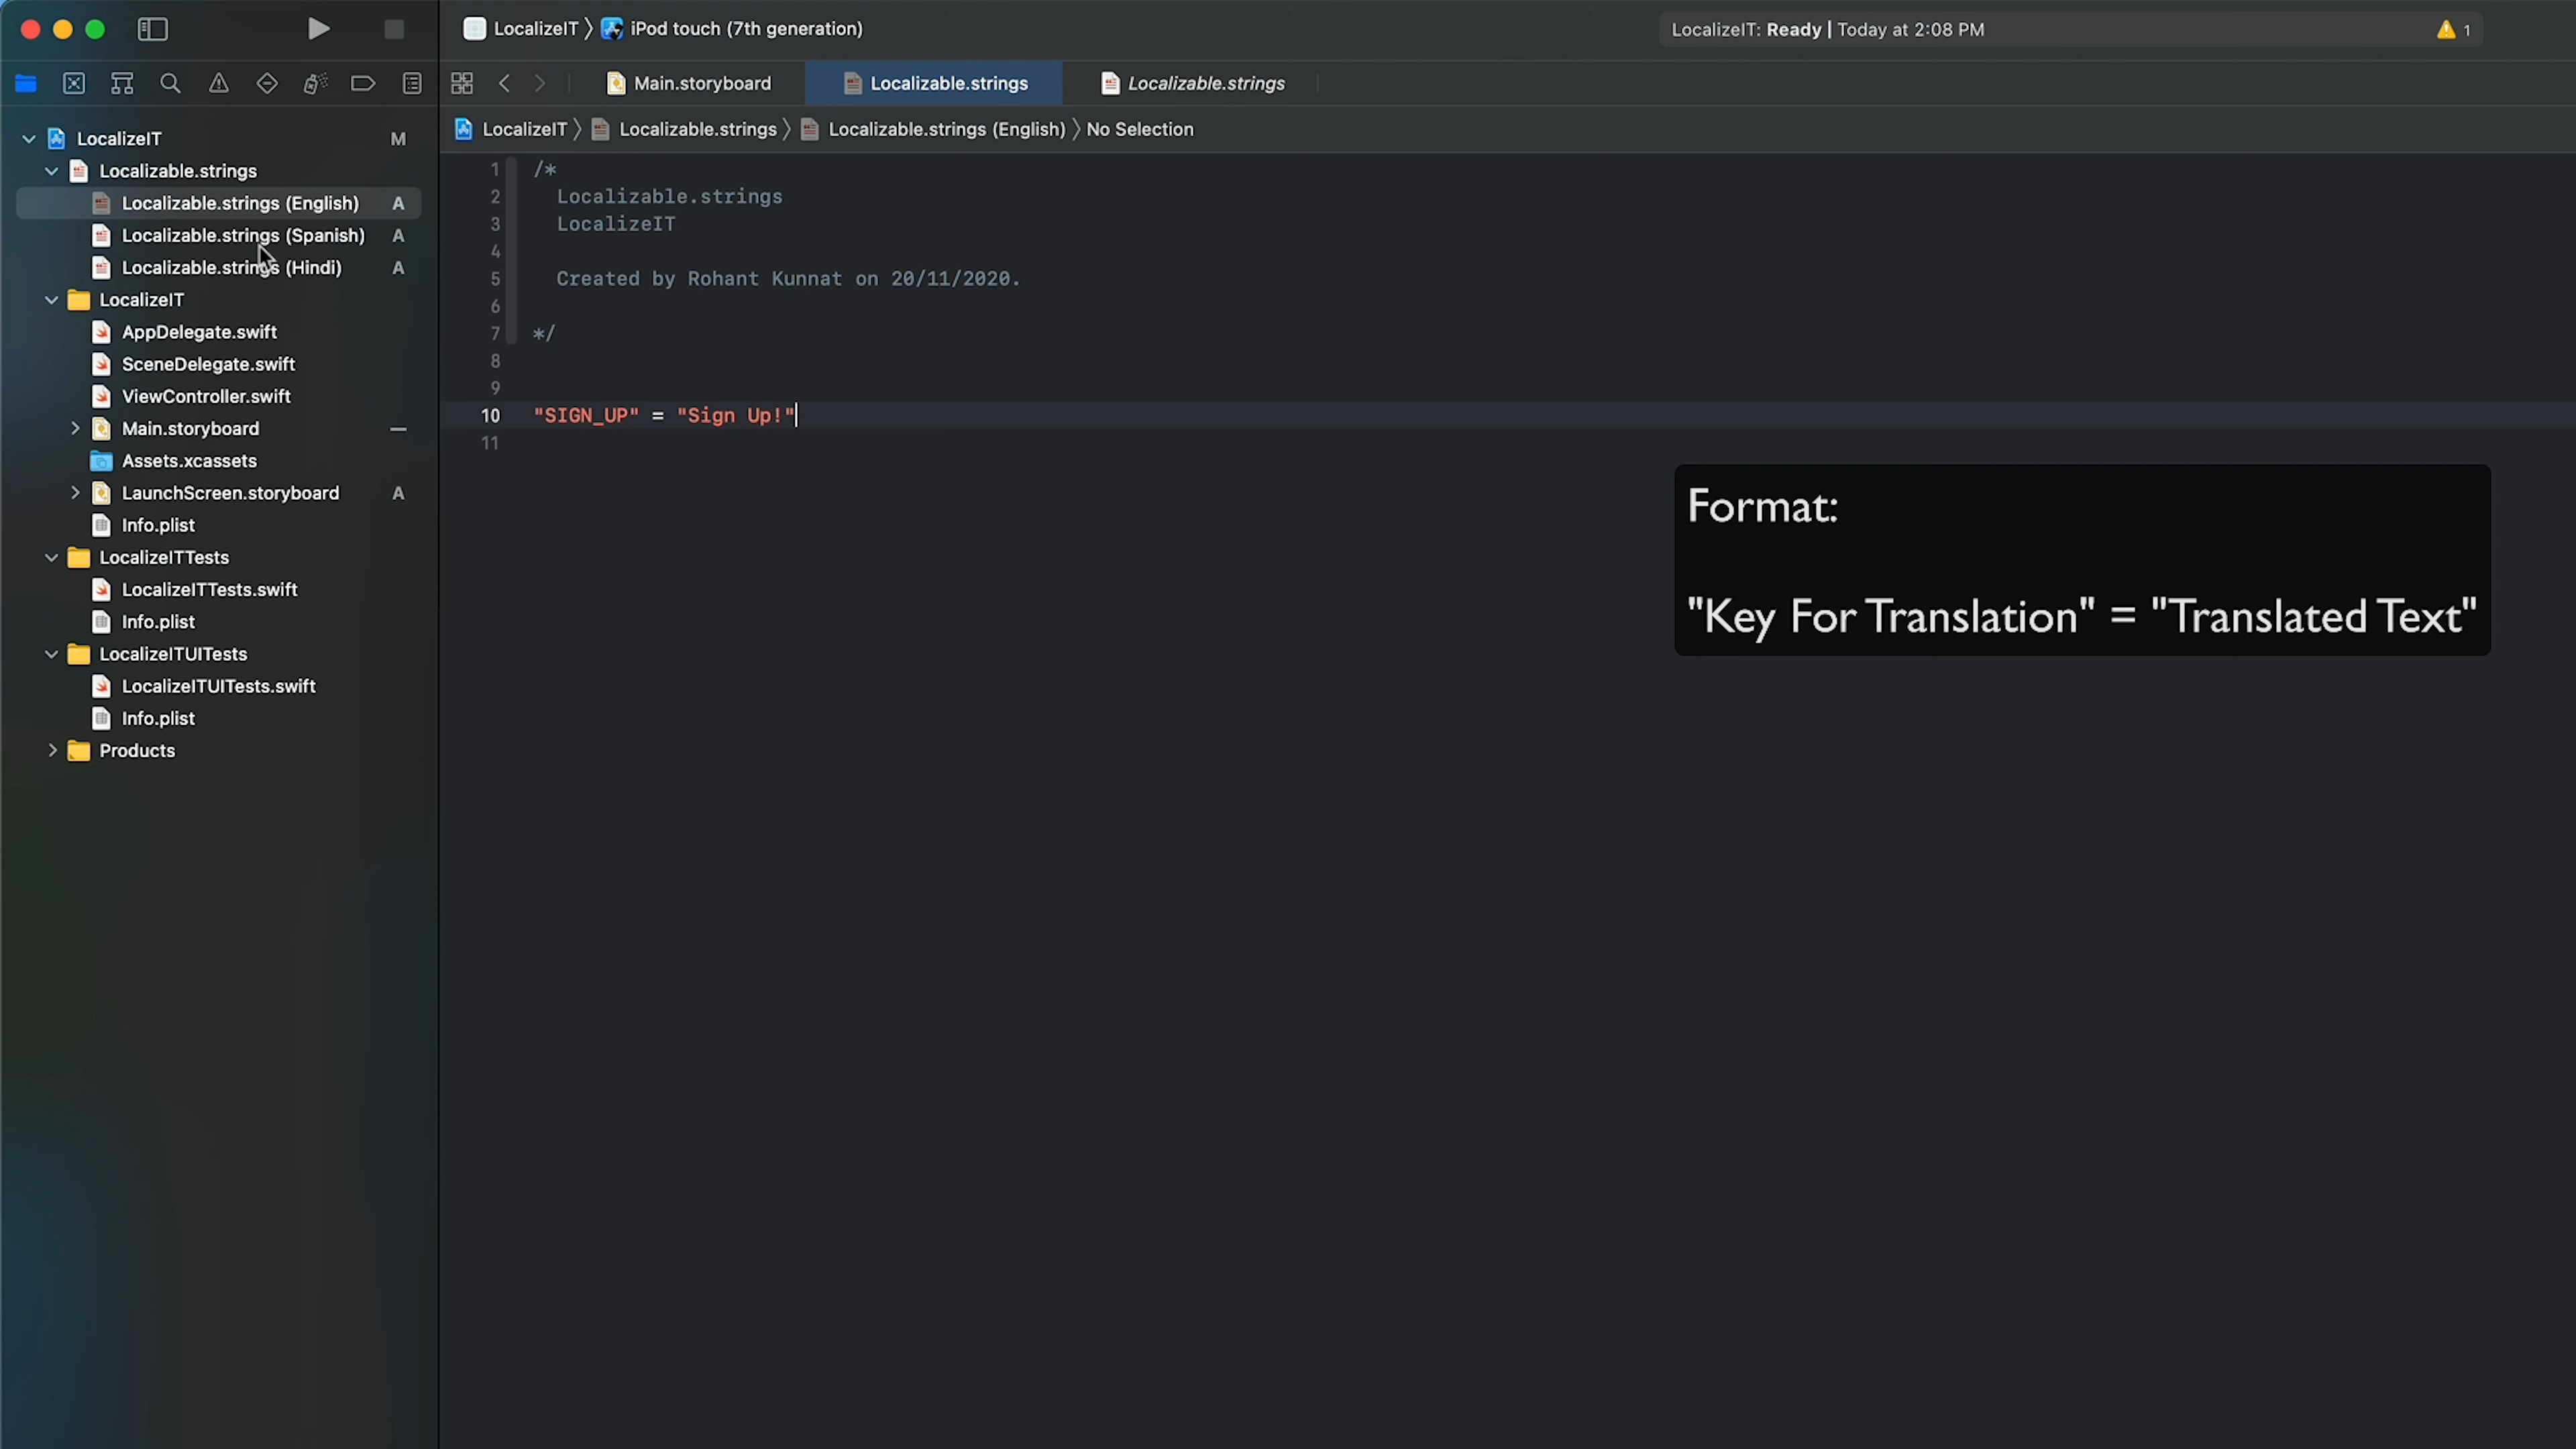 LocalizeIT 〉 iPod touch (7th generation)
LocalizeIT: Ready | Today at 2:08 PM
1
Main.storyboard
Localizable.strings
Localizable.strings
LocalizeIT 〉 Localizable.strings 〉 Localizable.strings (English) 〉 No Selection
LocalizeIT M
Localizable.strings
Localizable.strings (English) A
Localizable.strings (Spanish) A
Localizable.strings (Hindi) A
LocalizeIT
AppDelegate.swift
SceneDelegate.swift
ViewController.swift
Main.storyboard —
Assets.xcassets
LaunchScreen.storyboard A
Info.plist
LocalizeITTests
LocalizeITTests.swift
Info.plist
LocalizeITUITests
LocalizeITUITests.swift
Info.plist
Products
1 /*
2 Localizable.strings
3 LocalizeIT
4
5 Created by Rohant Kunnat on 20/11/2020.
6
7 */
8
9
10 "SIGN_UP" = "Sign Up!"
11
Format:
"Key For Translation" = "Translated Text"